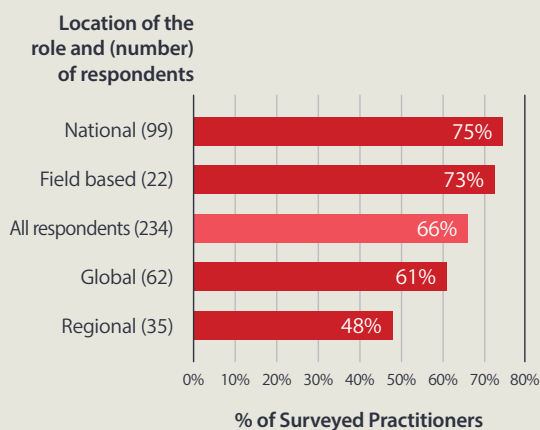 Location of the
role and (number)
of respondents
National (99)
75%
Field based (22)
73%
All respondents (234)
66%
Global (62)
61%
Regional (35)
48%
0% 10% 20% 30% 40% 50% 60% 70% 80%
% of Surveyed Practitioners